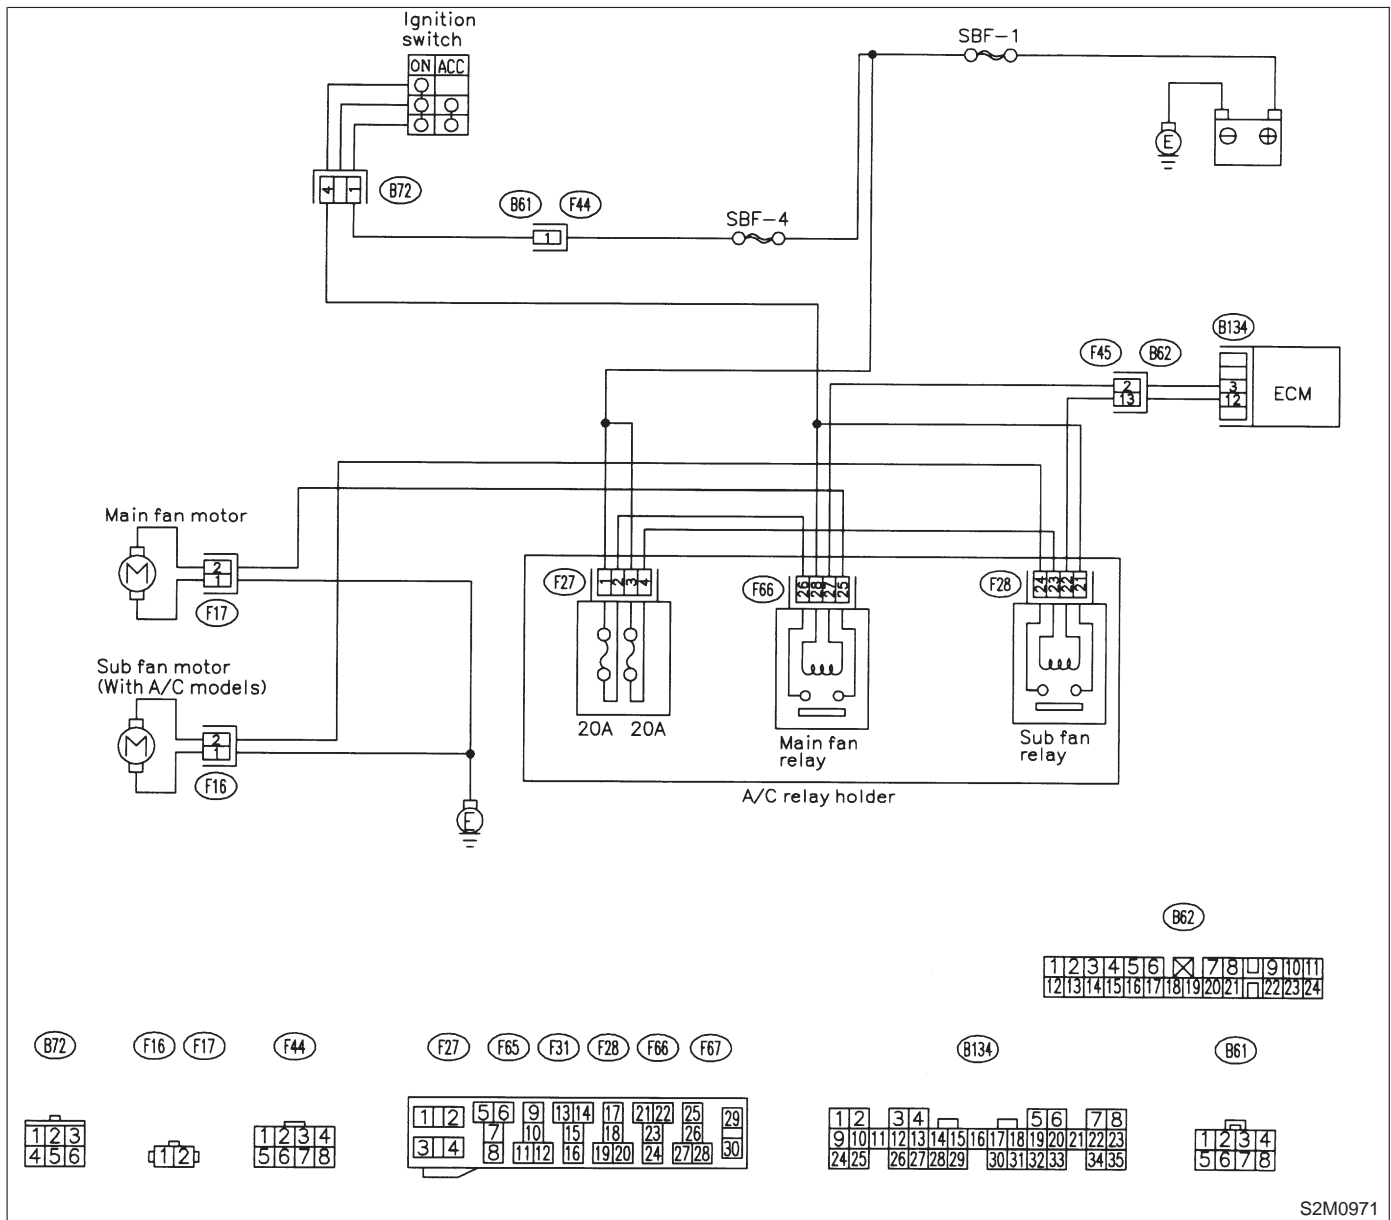 Ignition
switch
ON ACC
SBF-1
E
4 1
B72
B61 F44
1
SBF-4
B134
F45 B62
2
13
3
12
ECM
Main fan motor
M
2
1
F17
Sub fan motor
(With A/C models)
M
2
1
F16
E
F27
1 2 3 4
20A 20A
F66
26 28 27 25
Main fan
relay
F28
24 23 22 21
Sub fan
relay
A/C relay holder
B62
1 2 3 4 5 6 7 8 9 10 11
12 13 14 15 16 17 18 19 20 21 22 23 24
B72
1 2 3
4 5 6
F16 F17
1 2
F44
1 2 3 4
5 6 7 8
F27 F65 F31 F28 F66 F67
1 2 5 6 9 13 14 17 21 22 25 29
7 10 15 18 23 26
3 4 8 11 12 16 19 20 24 27 28 30
B134
1 2 3 4 5 6 7 8
9 10 11 12 13 14 15 16 17 18 19 20 21 22 23
24 25 26 27 28 29 30 31 32 33 34 35
B61
1 2 3 4
5 6 7 8
S2M0971